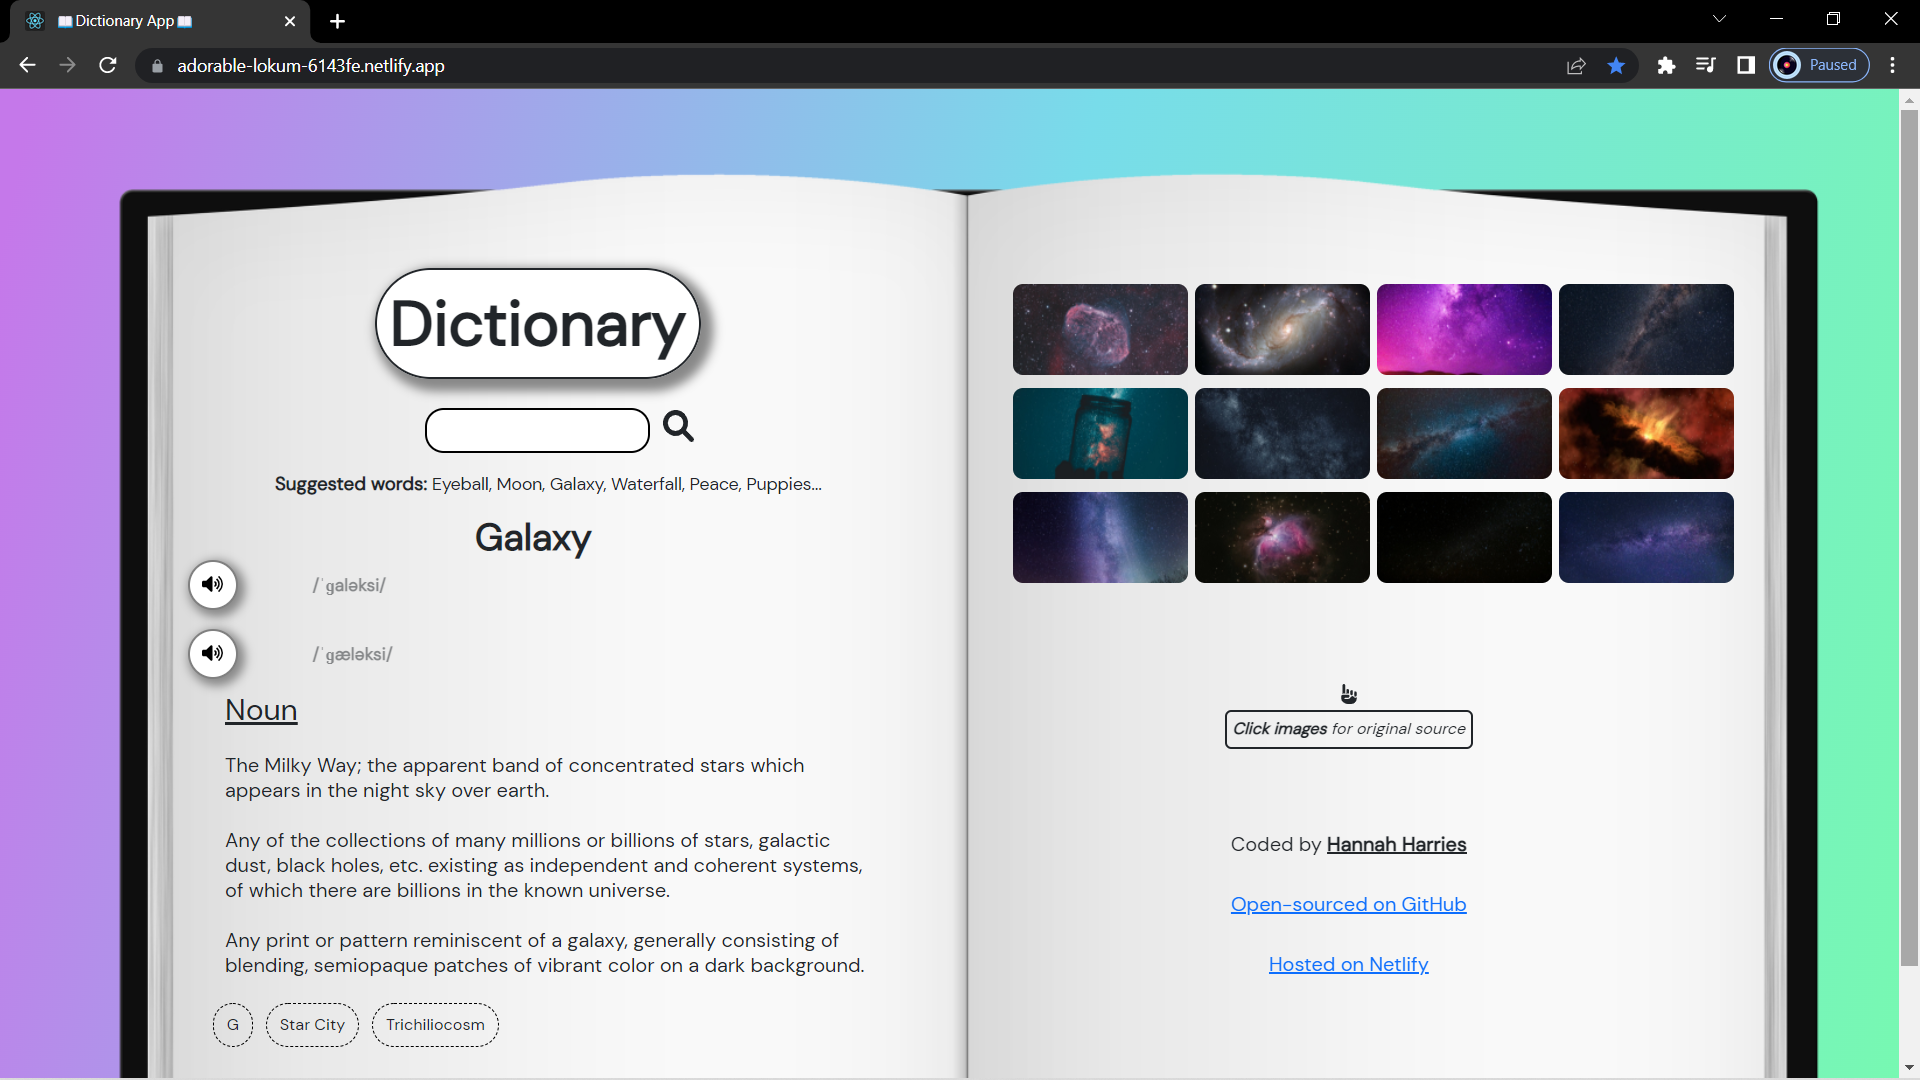 📖Dictionary App📖
adorable-lokum-6143fe.netlify.app
Paused
Dictionary
Suggested words: Eyeball, Moon, Galaxy, Waterfall, Peace, Puppies...
Galaxy
/ˈɡaləksi/
/ˈɡæləksi/
Noun
The Milky Way; the apparent band of concentrated stars which
appears in the night sky over earth.
Any of the collections of many millions or billions of stars, galactic
dust, black holes, etc. existing as independent and coherent systems,
of which there are billions in the known universe.
Any print or pattern reminiscent of a galaxy, generally consisting of
blending, semiopaque patches of vibrant color on a dark background.
G
Star City
Trichiliocosm
Click images for original source
Coded by Hannah Harries
Open-sourced on GitHub
Hosted on Netlify